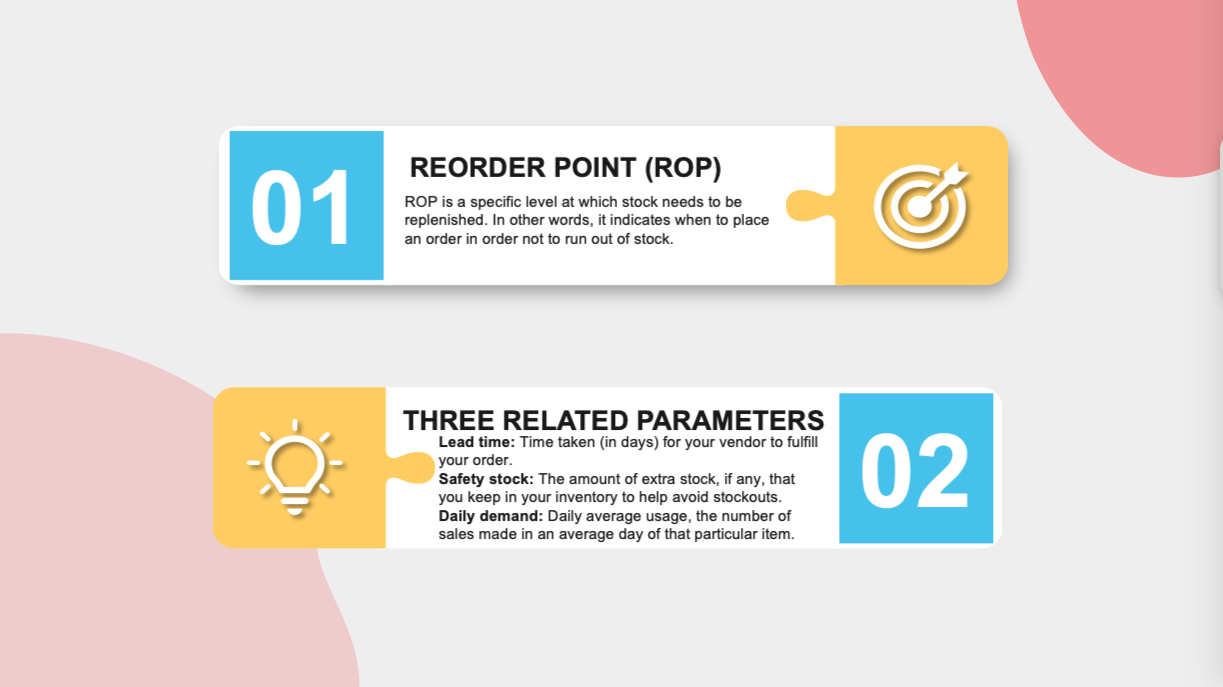 01
REORDER POINT (ROP)
ROP is a specific level at which stock needs to be
replenished. In other words, it indicates when to place
an order in order not to run out of stock.
THREE RELATED PARAMETERS
Lead time: Time taken (in days) for your vendor to fulfill
your order.
Safety stock: The amount of extra stock, if any, that
you keep in your inventory to help avoid stockouts.
Daily demand: Daily average usage, the number of
sales made in an average day of that particular item.
02